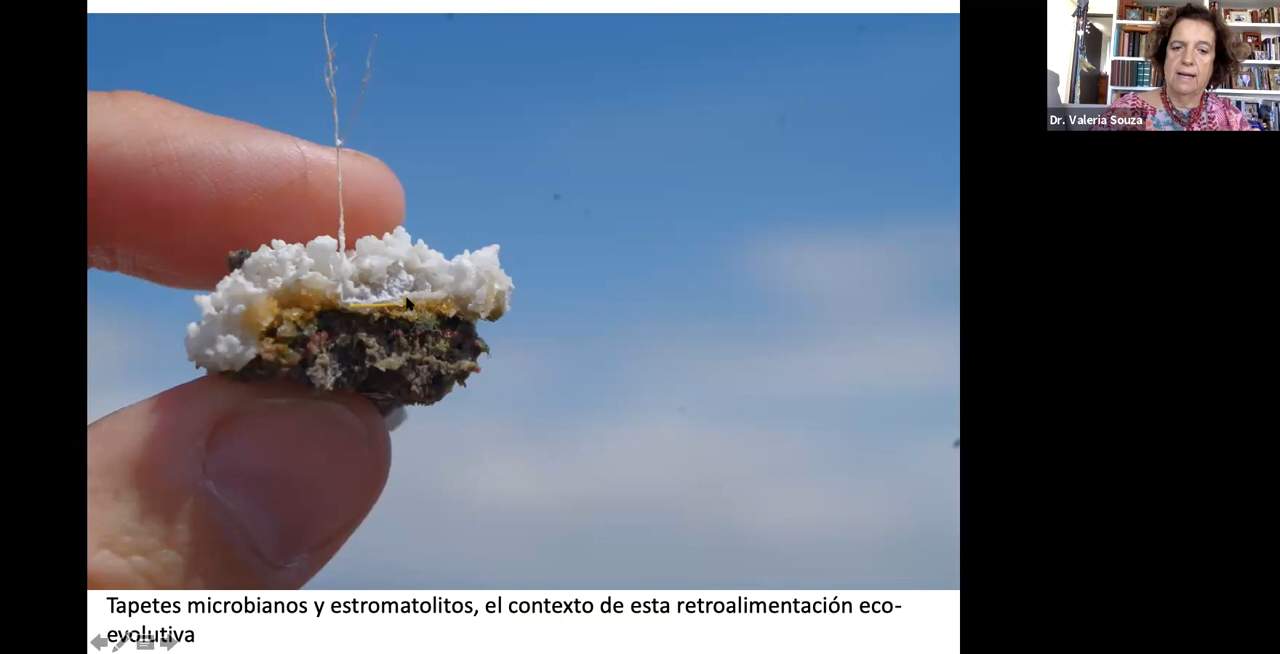 Dr. Valeria Souza
Tapetes microbianos y estromatolitos, el contexto de esta retroalimentación eco-
evolutiva